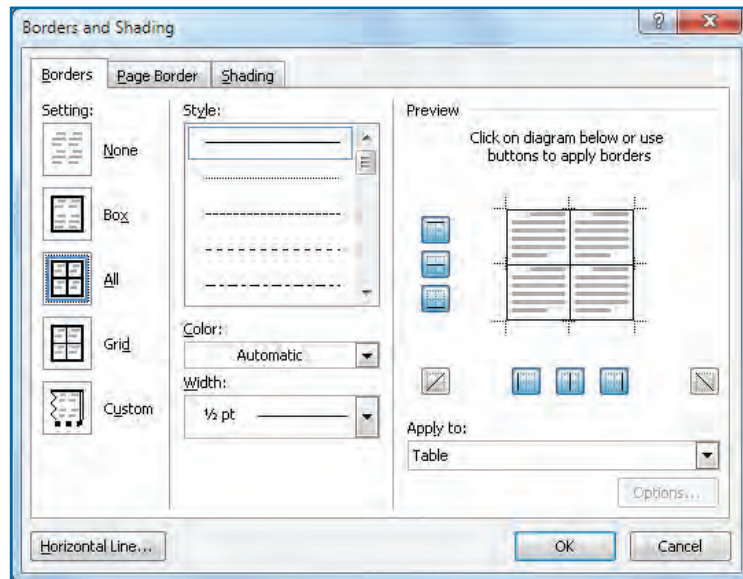 Borders and Shading
Borders Page Border Shading
Setting:
None
Box
All
Grid
Custom
Style:
Color:
Automatic
Width:
½ pt
Preview
Click on diagram below or use
buttons to apply borders
Apply to:
Table
Options...
Horizontal Line...
OK Cancel